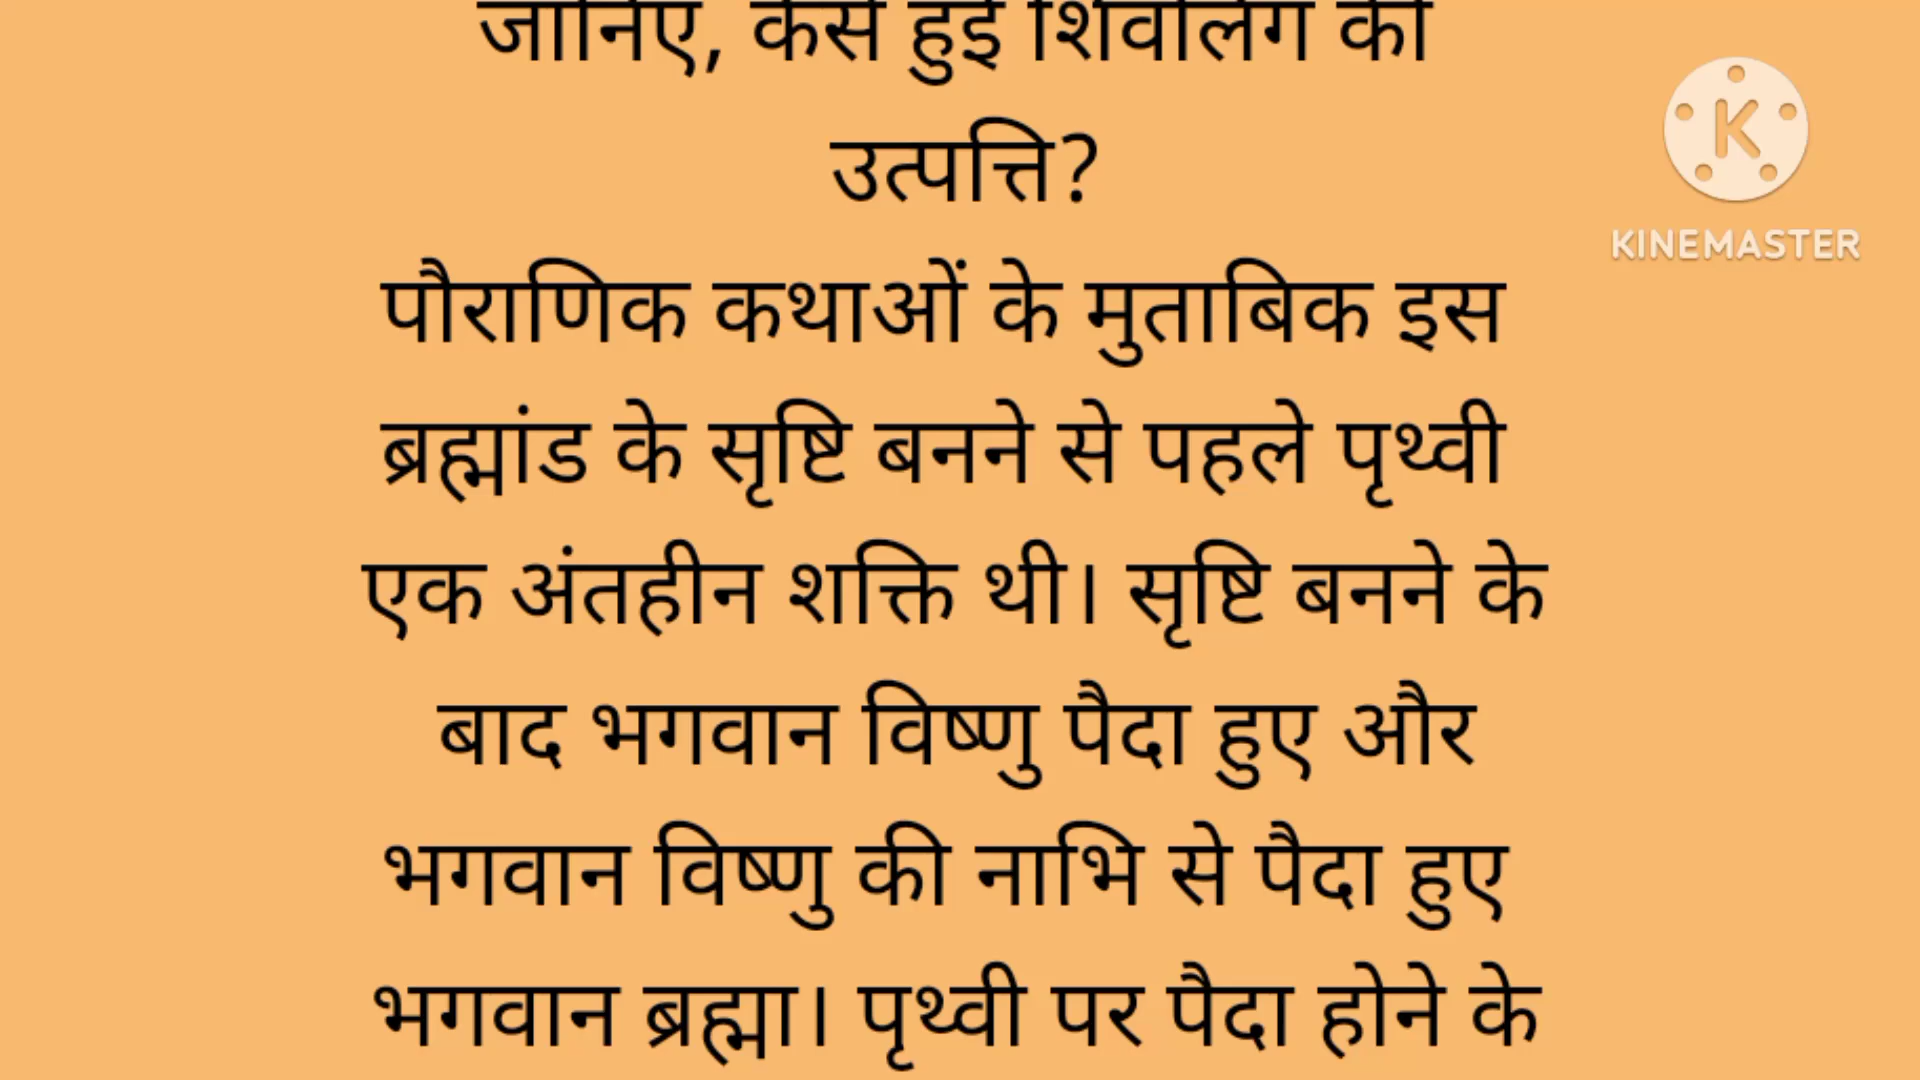 जानिए, कैसे हुई शिवलिंग की
उत्पत्ति?
पौराणिक कथाओं के मुताबिक इस
ब्रह्मांड के सृष्टि बनने से पहले पृथ्वी
एक अंतहीन शक्ति थी। सृष्टि बनने के
बाद भगवान विष्णु पैदा हुए और
भगवान विष्णु की नाभि से पैदा हुए
भगवान ब्रह्मा। पृथ्वी पर पैदा होने के
K
KINEMASTER